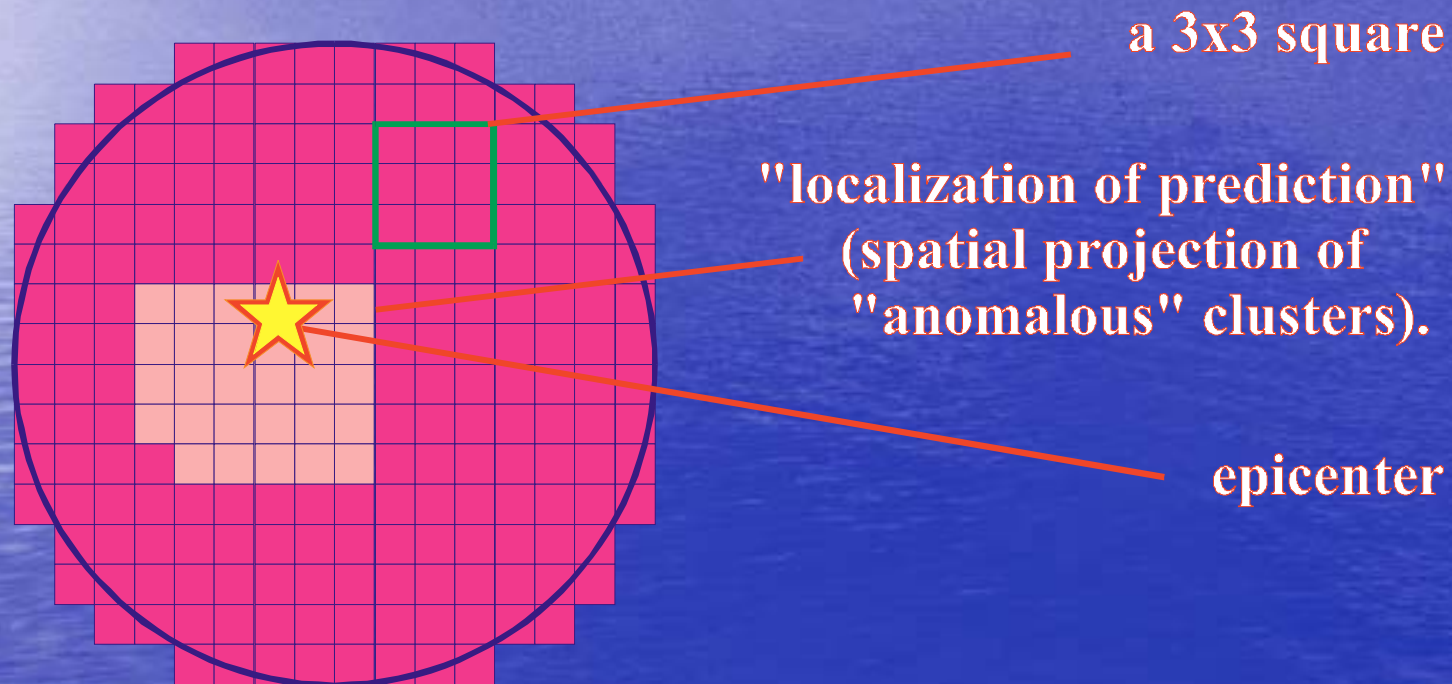 a 3x3 square
"localization of prediction"
(spatial projection of
"anomalous" clusters).
epicenter